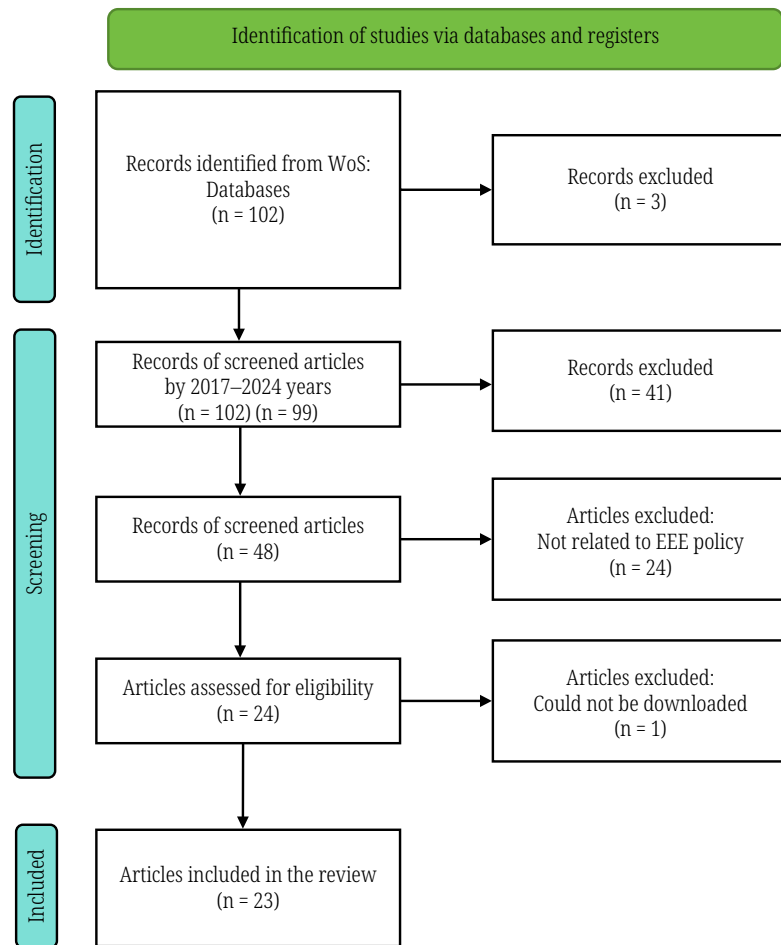 Identification of studies via databases and registers
Identification
Records identified from WoS:
Databases
(n = 102)
Records excluded
(n = 3)
Screening
Records of screened articles
by 2017–2024 years
(n = 102) (n = 99)
Records excluded
(n = 41)
Records of screened articles
(n = 48)
Articles excluded:
Not related to EEE policy
(n = 24)
Articles assessed for eligibility
(n = 24)
Articles excluded:
Could not be downloaded
(n = 1)
Included
Articles included in the review
(n = 23)